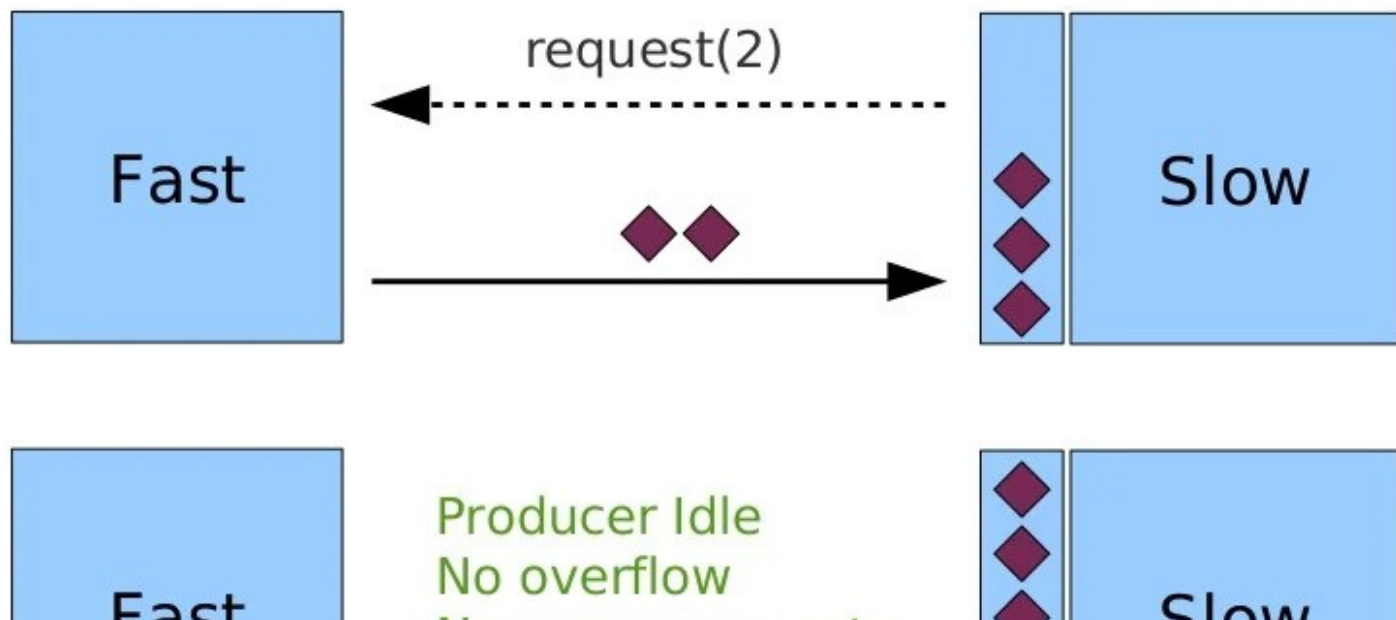 request(2)
Fast
Slow
Producer Idle
No overflow
Fast
Slow